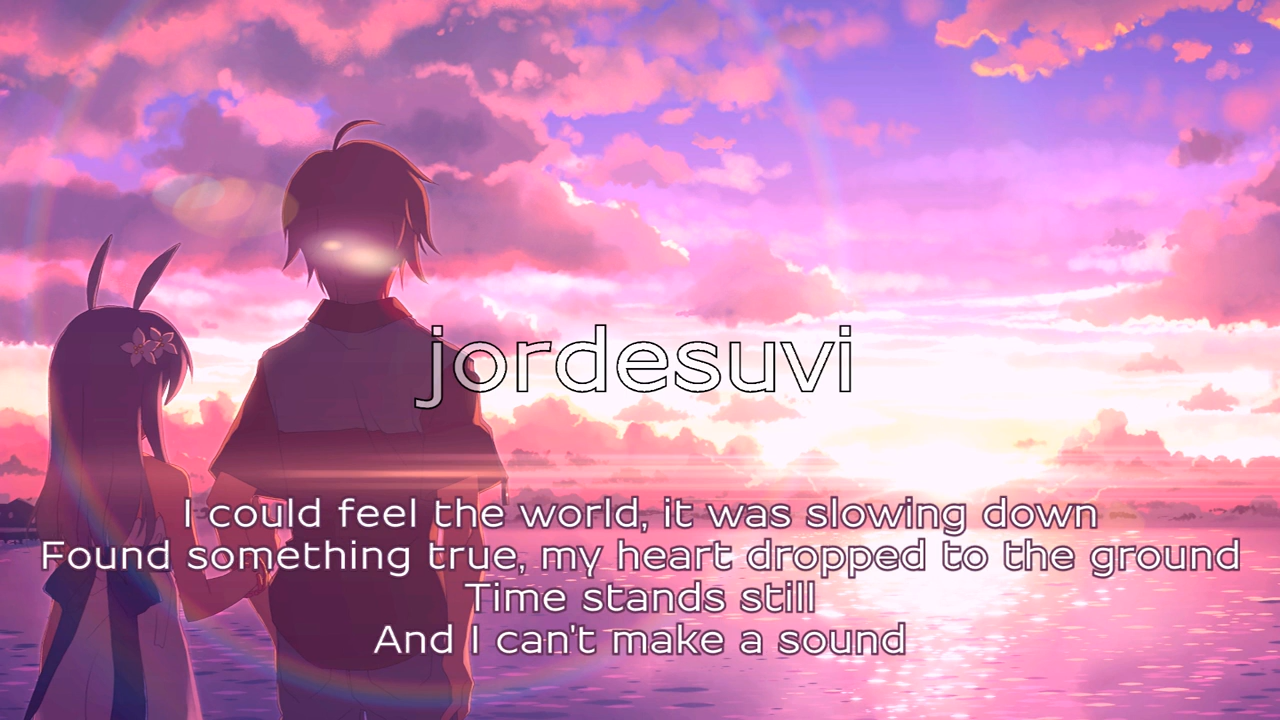 jordesuvi
I could feel the world, it was slowing down
Found something true, my heart dropped to the ground
Time stands still
And I can't make a sound